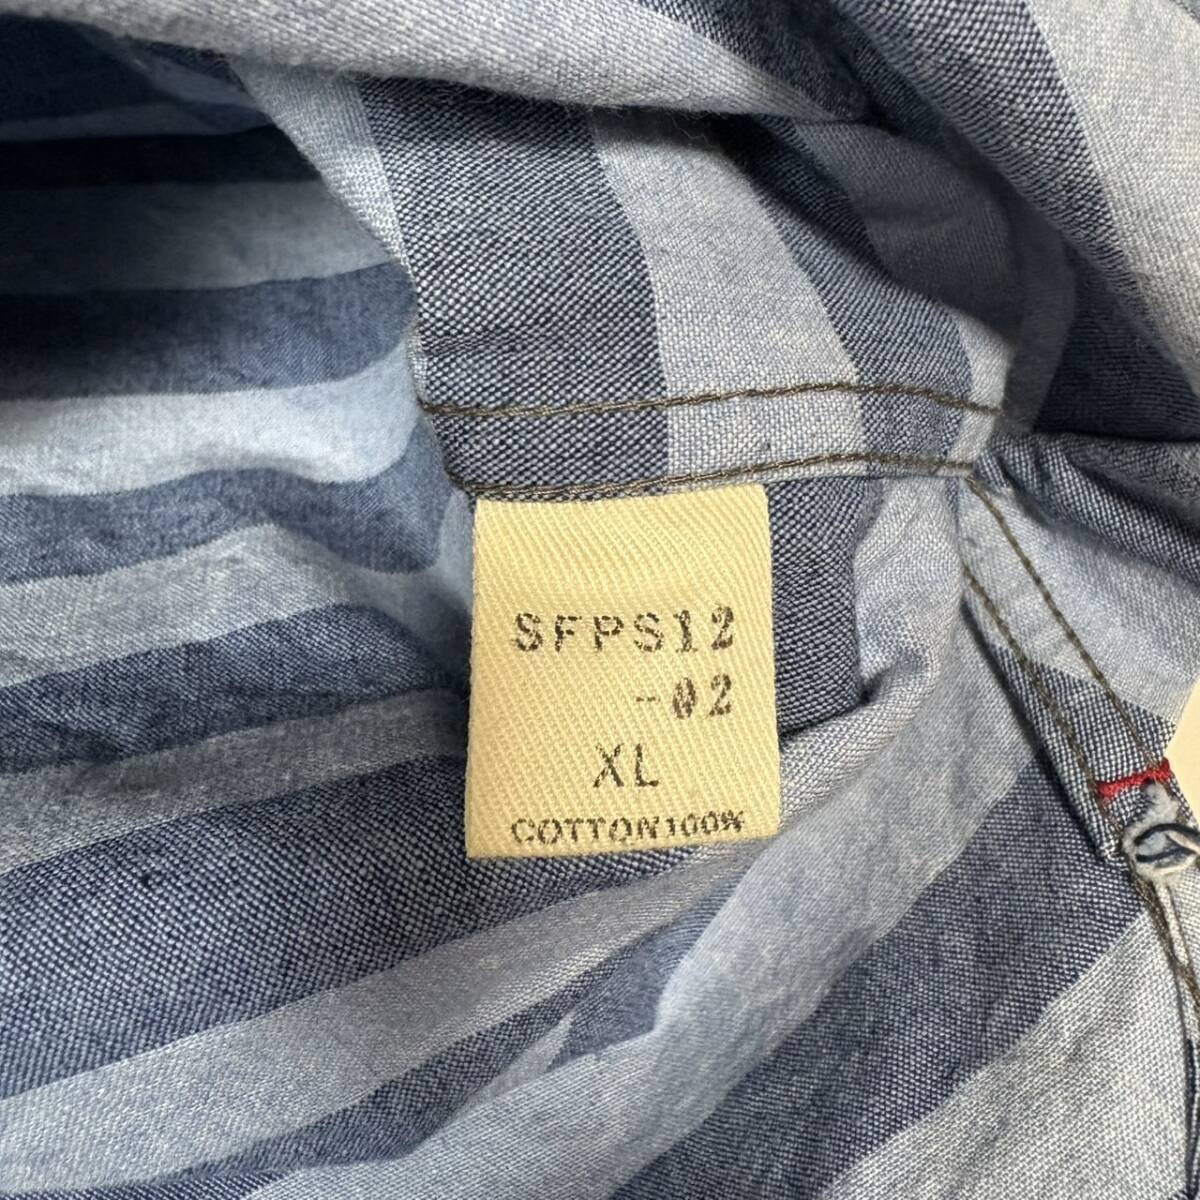 SFPS12
-02
XL
COTTON100%